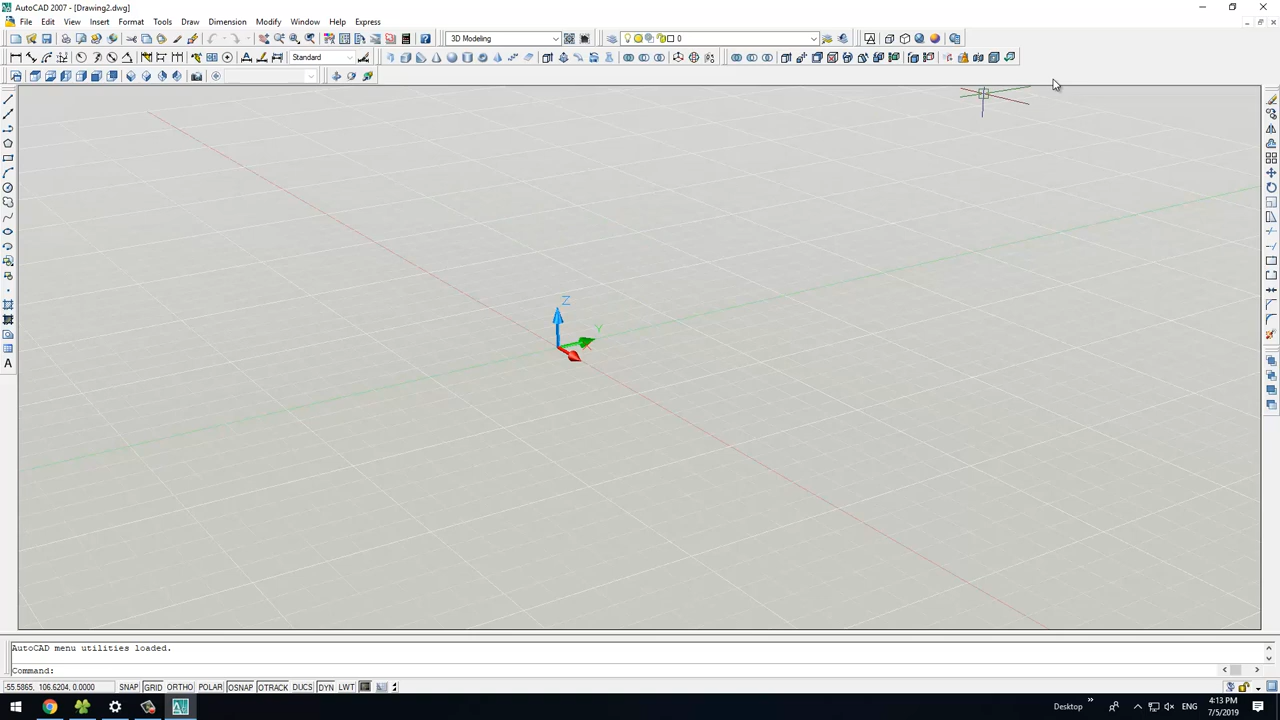 AutoCAD 2007 - [Drawing2.dwg]
File Edit View Insert Format Tools Draw Dimension Modify Window Help Express
3D Modeling
0
Standard
Z
Y
X
AutoCAD menu utilities loaded.
Command:
-55.5865, 106.6204, 0.0000 SNAP GRID ORTHO POLAR OSNAP OTRACK DUCS DYN LWT
Desktop
ENG
4:13 PM
7/5/2019